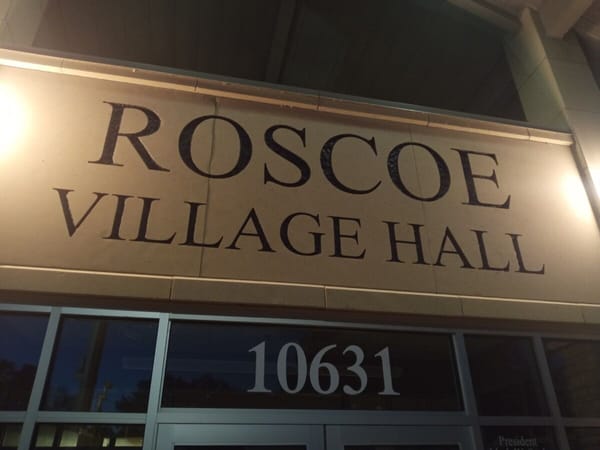 ROSCOE
VILLAGE HALL
10631
President